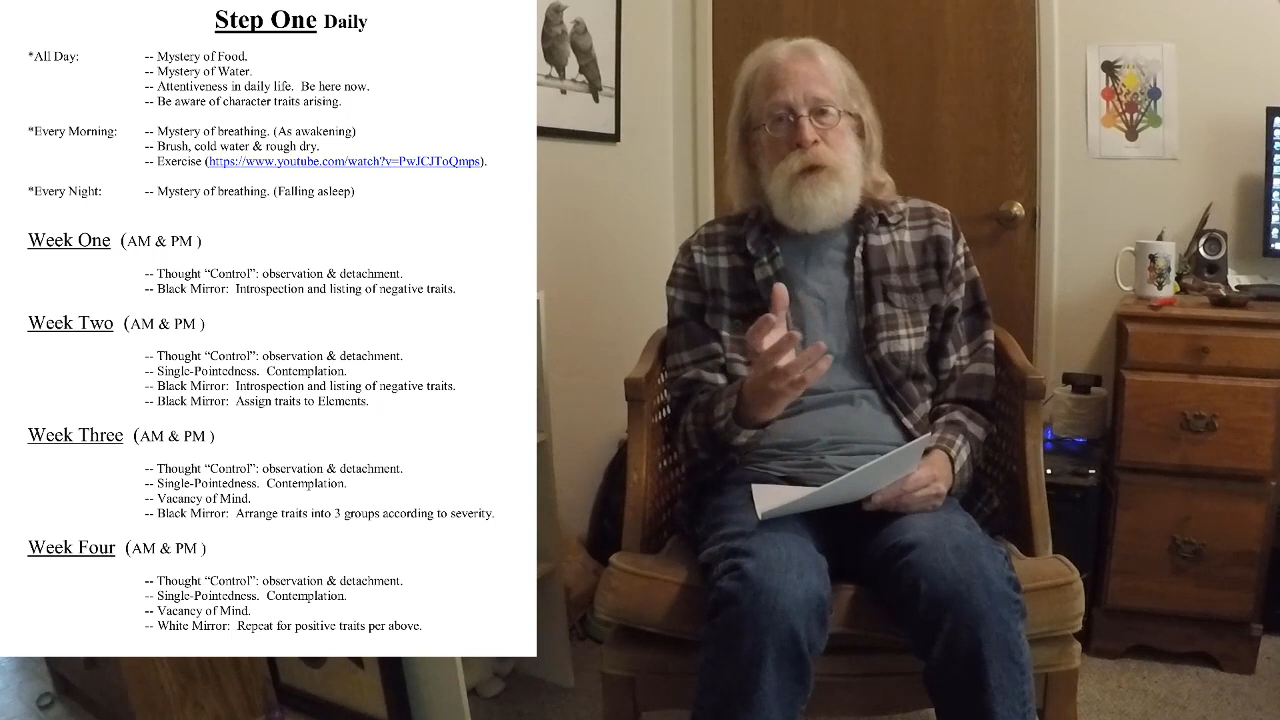 Step One Daily
*All Day: -- Mystery of Food.
-- Mystery of Water.
-- Attentiveness in daily life. Be here now.
-- Be aware of character traits arising.
*Every Morning: -- Mystery of breathing. (As awakening)
-- Brush, cold water & rough dry.
-- Exercise (https://www.youtube.com/watch?v=PwJCJToQmps).
*Every Night: -- Mystery of breathing. (Falling asleep)
Week One (AM & PM )
-- Thought “Control”: observation & detachment.
-- Black Mirror: Introspection and listing of negative traits.
Week Two (AM & PM )
-- Thought “Control”: observation & detachment.
-- Single-Pointedness. Contemplation.
-- Black Mirror: Introspection and listing of negative traits.
-- Black Mirror: Assign traits to Elements.
Week Three (AM & PM )
-- Thought “Control”: observation & detachment.
-- Single-Pointedness. Contemplation.
-- Vacancy of Mind.
-- Black Mirror: Arrange traits into 3 groups according to severity.
Week Four (AM & PM )
-- Thought “Control”: observation & detachment.
-- Single-Pointedness. Contemplation.
-- Vacancy of Mind.
-- White Mirror: Repeat for positive traits per above.